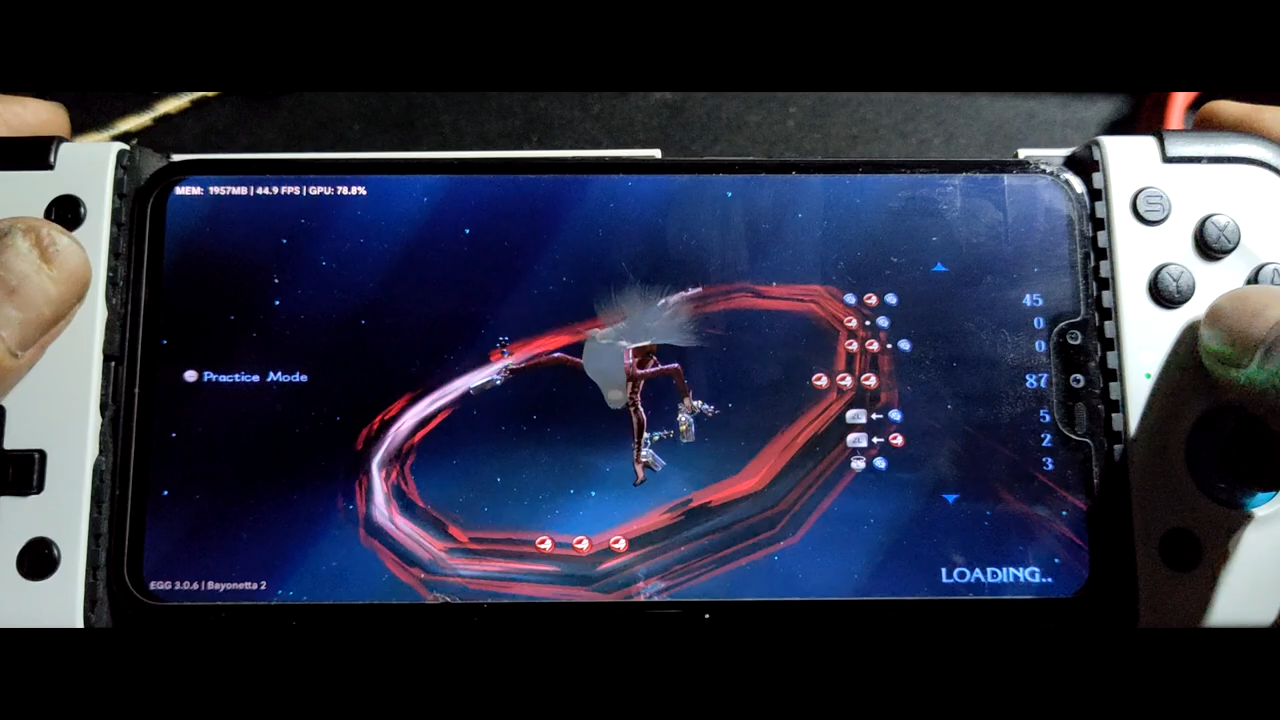 MEM: 1957MB | 44.9 FPS | GPU: 78.8%
S
X
Y
45
0
0
Practice Mode
87
5
ZL
2
3
LOADING..
EGG 3.0.6 | Bayonetta 2